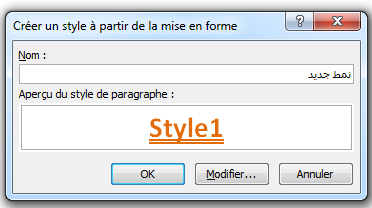 Créer un style à partir de la mise en forme
Nom :
نمط جديد
Aperçu du style de paragraphe :
Style1
OK
Modifier...
Annuler